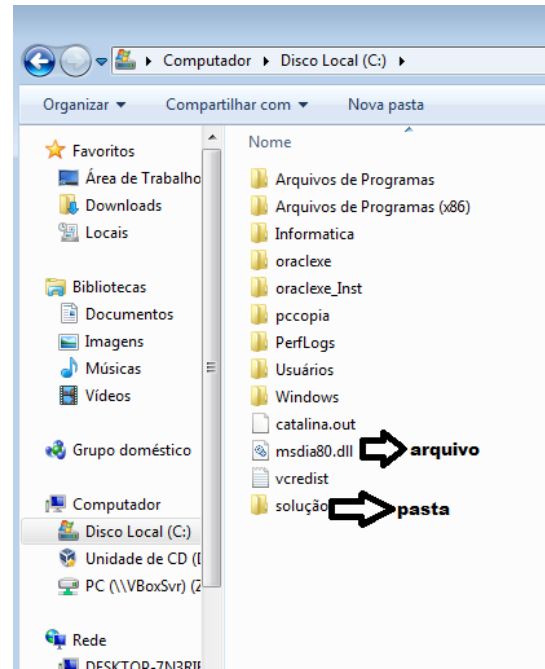 Computador Disco Local (C:)
Organizar Compartilhar com Nova pasta
Favoritos
Área de Trabalho
Downloads
Locais
Bibliotecas
Documentos
Imagens
Músicas
Vídeos
Grupo doméstico
Computador
Disco Local (C:)
Unidade de CD (
PC (\\VBoxSvr) (
Rede
Nome
Arquivos de Programas
Arquivos de Programas (x86)
Informatica
oraclexe
oraclexe_Inst
pccopia
PerfLogs
Usuários
Windows
catalina.out
msdia80.dll arquivo
vcredist
solução pasta